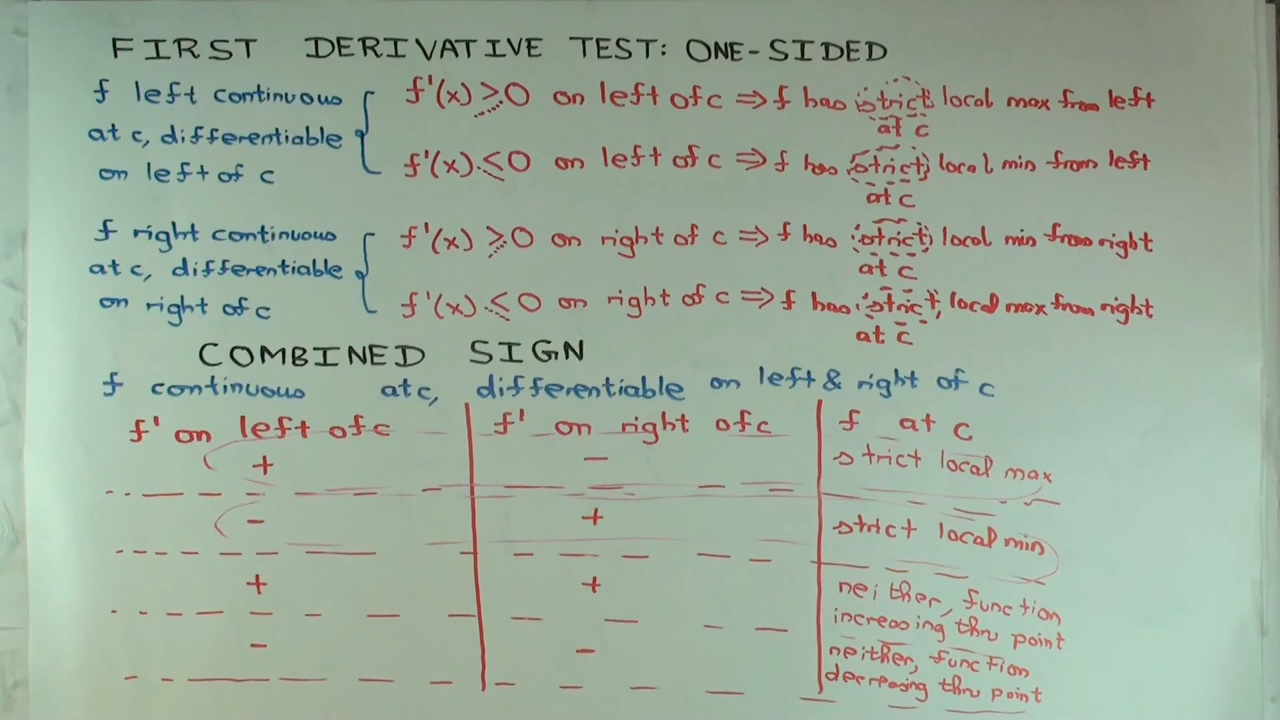 FIRST DERIVATIVE TEST: ONE-SIDED
f left continuous at c, differentiable on left of c
f'(x) ≥ 0 on left of c ⇒ f has strict local max from left at c
f'(x) ≤ 0 on left of c ⇒ f has strict local min from left at c
f right continuous at c, differentiable on right of c
f'(x) ≥ 0 on right of c ⇒ f has strict local min from right at c
f'(x) ≤ 0 on right of c ⇒ f has strict local max from right at c
COMBINED SIGN
f continuous at c, differentiable on left & right of c
f' on left of c f' on right of c f at c
+ − strict local max
− + strict local min
+ + neither, function
increasing thru point
− − neither, function
decreasing thru point